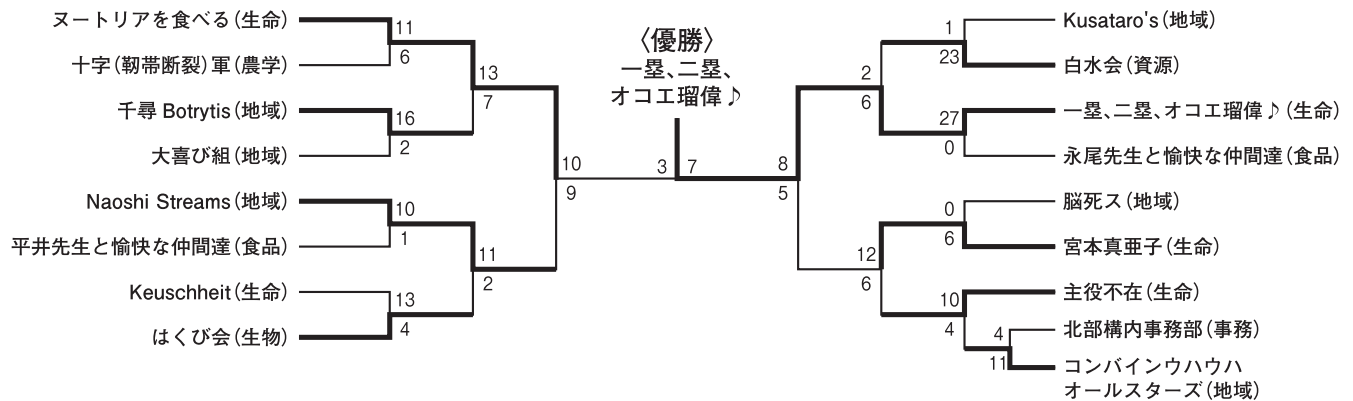 ヌートリアを食べる(生命)
十字(靭帯断裂)軍(農学)
千尋 Botrytis(地域)
大喜び組(地域)
Naoshi Streams(地域)
平井先生と愉快な仲間達(食品)
Keuschheit(生命)
はくび会(生物)
11
6
16
2
10
1
13
4
13
7
11
2
10
9
〈優勝〉
一塁、二塁、
オコエ瑠偉♪
3 7
8
5
2
6
12
6
1
23
27
0
0
6
10
4
4
11
Kusataro's(地域)
白水会(資源)
一塁、二塁、オコエ瑠偉♪(生命)
永尾先生と愉快な仲間達(食品)
脳死ス(地域)
宮本真亜子(生命)
主役不在(生命)
北部構内事務部(事務)
コンバインウハウハ
オールスターズ(地域)